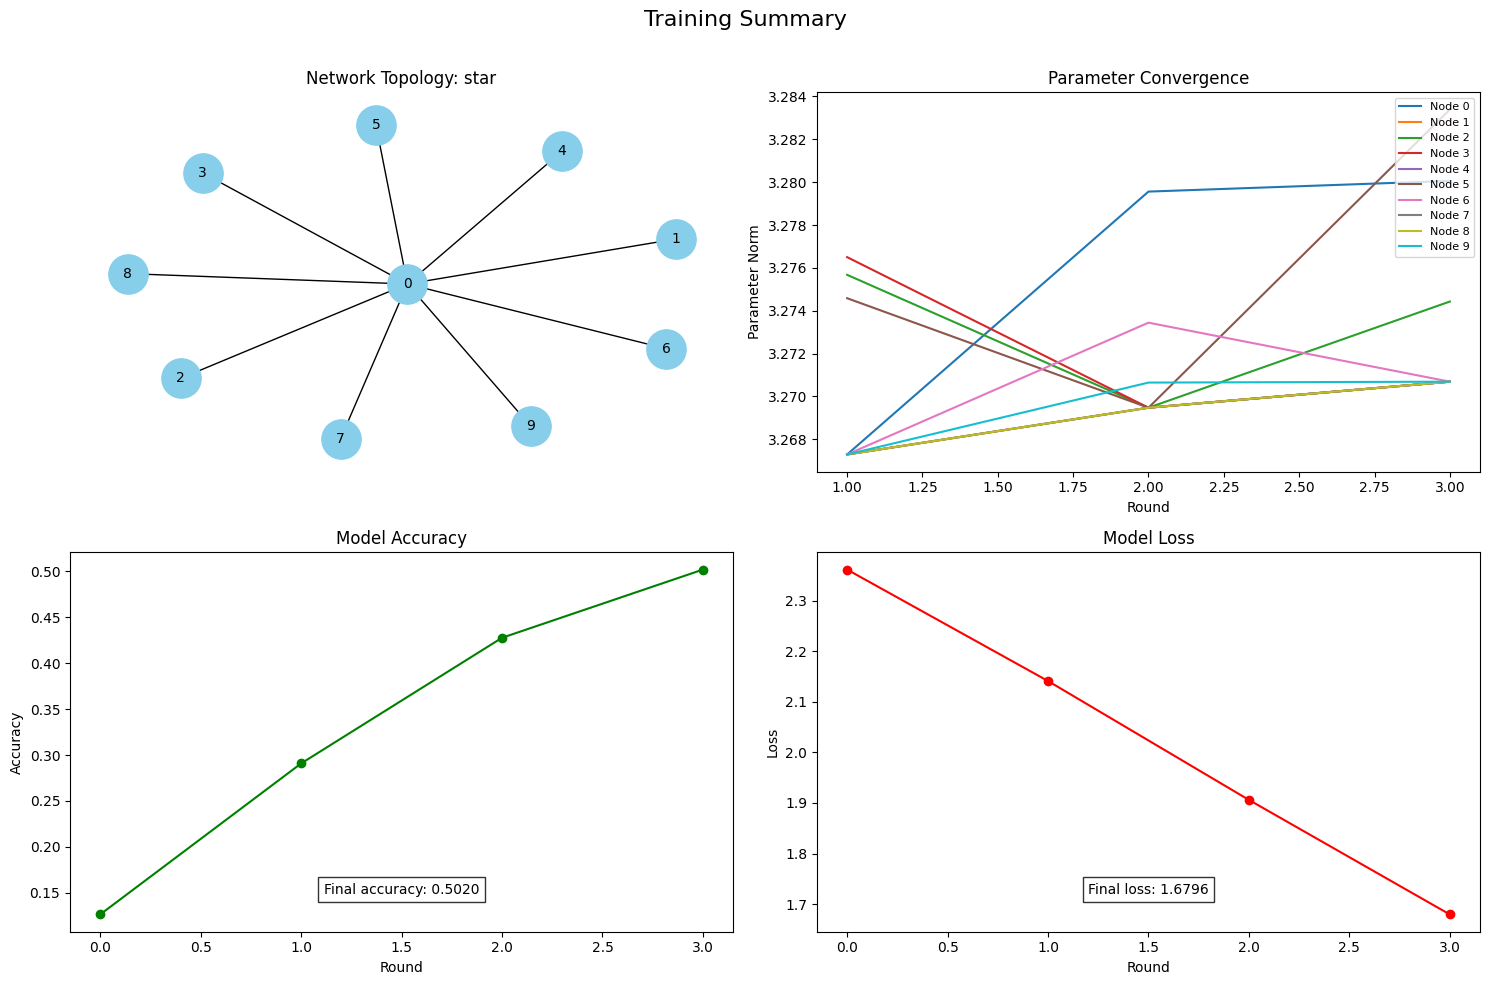 Training Summary
Network Topology: star
5
4
3
1
8
0
6
2
9
7
Parameter Convergence
3.284
3.282
3.280
3.278
3.276
3.274
3.272
3.270
3.268
Parameter Norm
Node 0
Node 1
Node 2
Node 3
Node 4
Node 5
Node 6
Node 7
Node 8
Node 9
1.00 1.25 1.50 1.75 2.00 2.25 2.50 2.75 3.00
Round
Model Accuracy
0.50
0.45
0.40
0.35
0.30
0.25
0.20
0.15
Accuracy
Final accuracy: 0.5020
0.0 0.5 1.0 1.5 2.0 2.5 3.0
Round
Model Loss
2.3
2.2
2.1
2.0
1.9
1.8
1.7
Loss
Final loss: 1.6796
0.0 0.5 1.0 1.5 2.0 2.5 3.0
Round